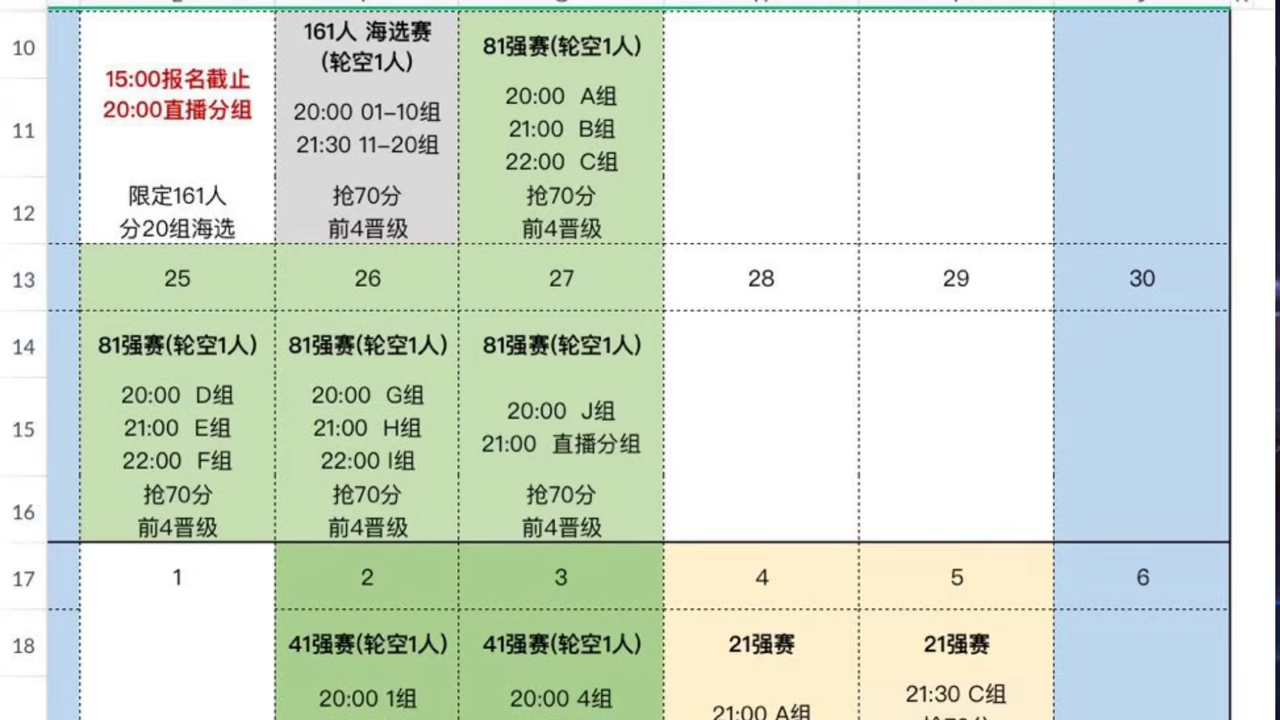 10
11
12
15:00报名截止
20:00直播分组
限定161人
分20组海选
161人 海选赛
(轮空1人)
20:00 01-10组
21:30 11-20组
抢70分
前4晋级
81强赛(轮空1人)
20:00 A组
21:00 B组
22:00 C组
抢70分
前4晋级
13
25
26
27
28
29
30
14
15
16
81强赛(轮空1人)
20:00 D组
21:00 E组
22:00 F组
抢70分
前4晋级
81强赛(轮空1人)
20:00 G组
21:00 H组
22:00 I组
抢70分
前4晋级
81强赛(轮空1人)
20:00 J组
21:00 直播分组
抢70分
前4晋级
17
1
2
3
4
5
6
18
41强赛(轮空1人)
20:00 1组
41强赛(轮空1人)
20:00 4组
21强赛
21:00 A组
21强赛
21:30 C组